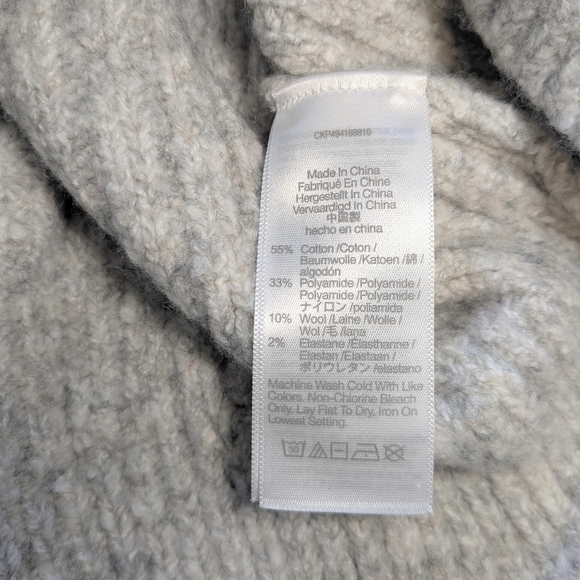 CKP494168810
Made In China
Fabriqué En Chine
Hergestellt In China
Vervaardigd In China
中国製
hecho en china
55% Cotton /Coton /
Baumwolle /Katoen /綿 /
algodón
33% Polyamide /Polyamide /
Polyamide /Polyamide /
ナイロン /poliamida
10% Wool /Laine /Wolle /
Wol /毛 /lana
2% Elastane /Élasthanne /
Elastan /Elastaan /
ポリウレタン /elastano
Machine Wash Cold With Like
Colors. Non-Chlorine Bleach
Only. Lay Flat To Dry. Iron On
Lowest Setting.
30